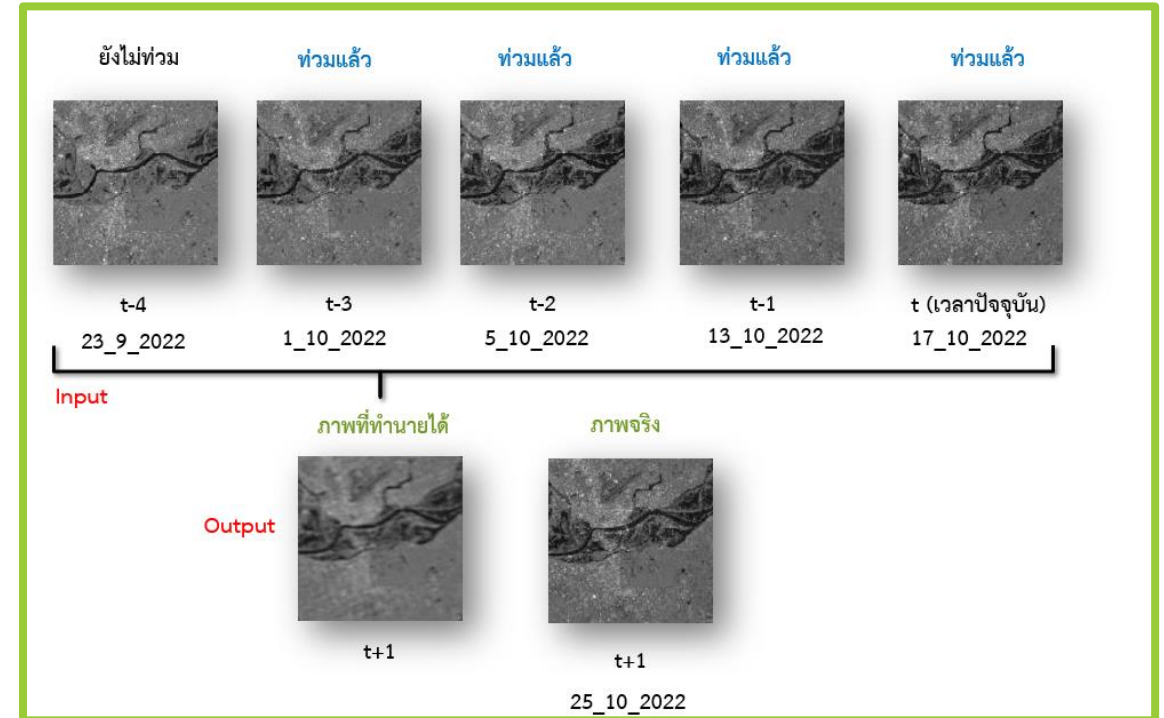 ยังไม่ท่วม ท่วมแล้ว ท่วมแล้ว ท่วมแล้ว ท่วมแล้ว
t-4 t-3 t-2 t-1 t (เวลาปัจจุบัน)
23_9_2022 1_10_2022 5_10_2022 13_10_2022 17_10_2022
Input
ภาพที่ทำนายได้ ภาพจริง
Output
t+1 t+1
25_10_2022